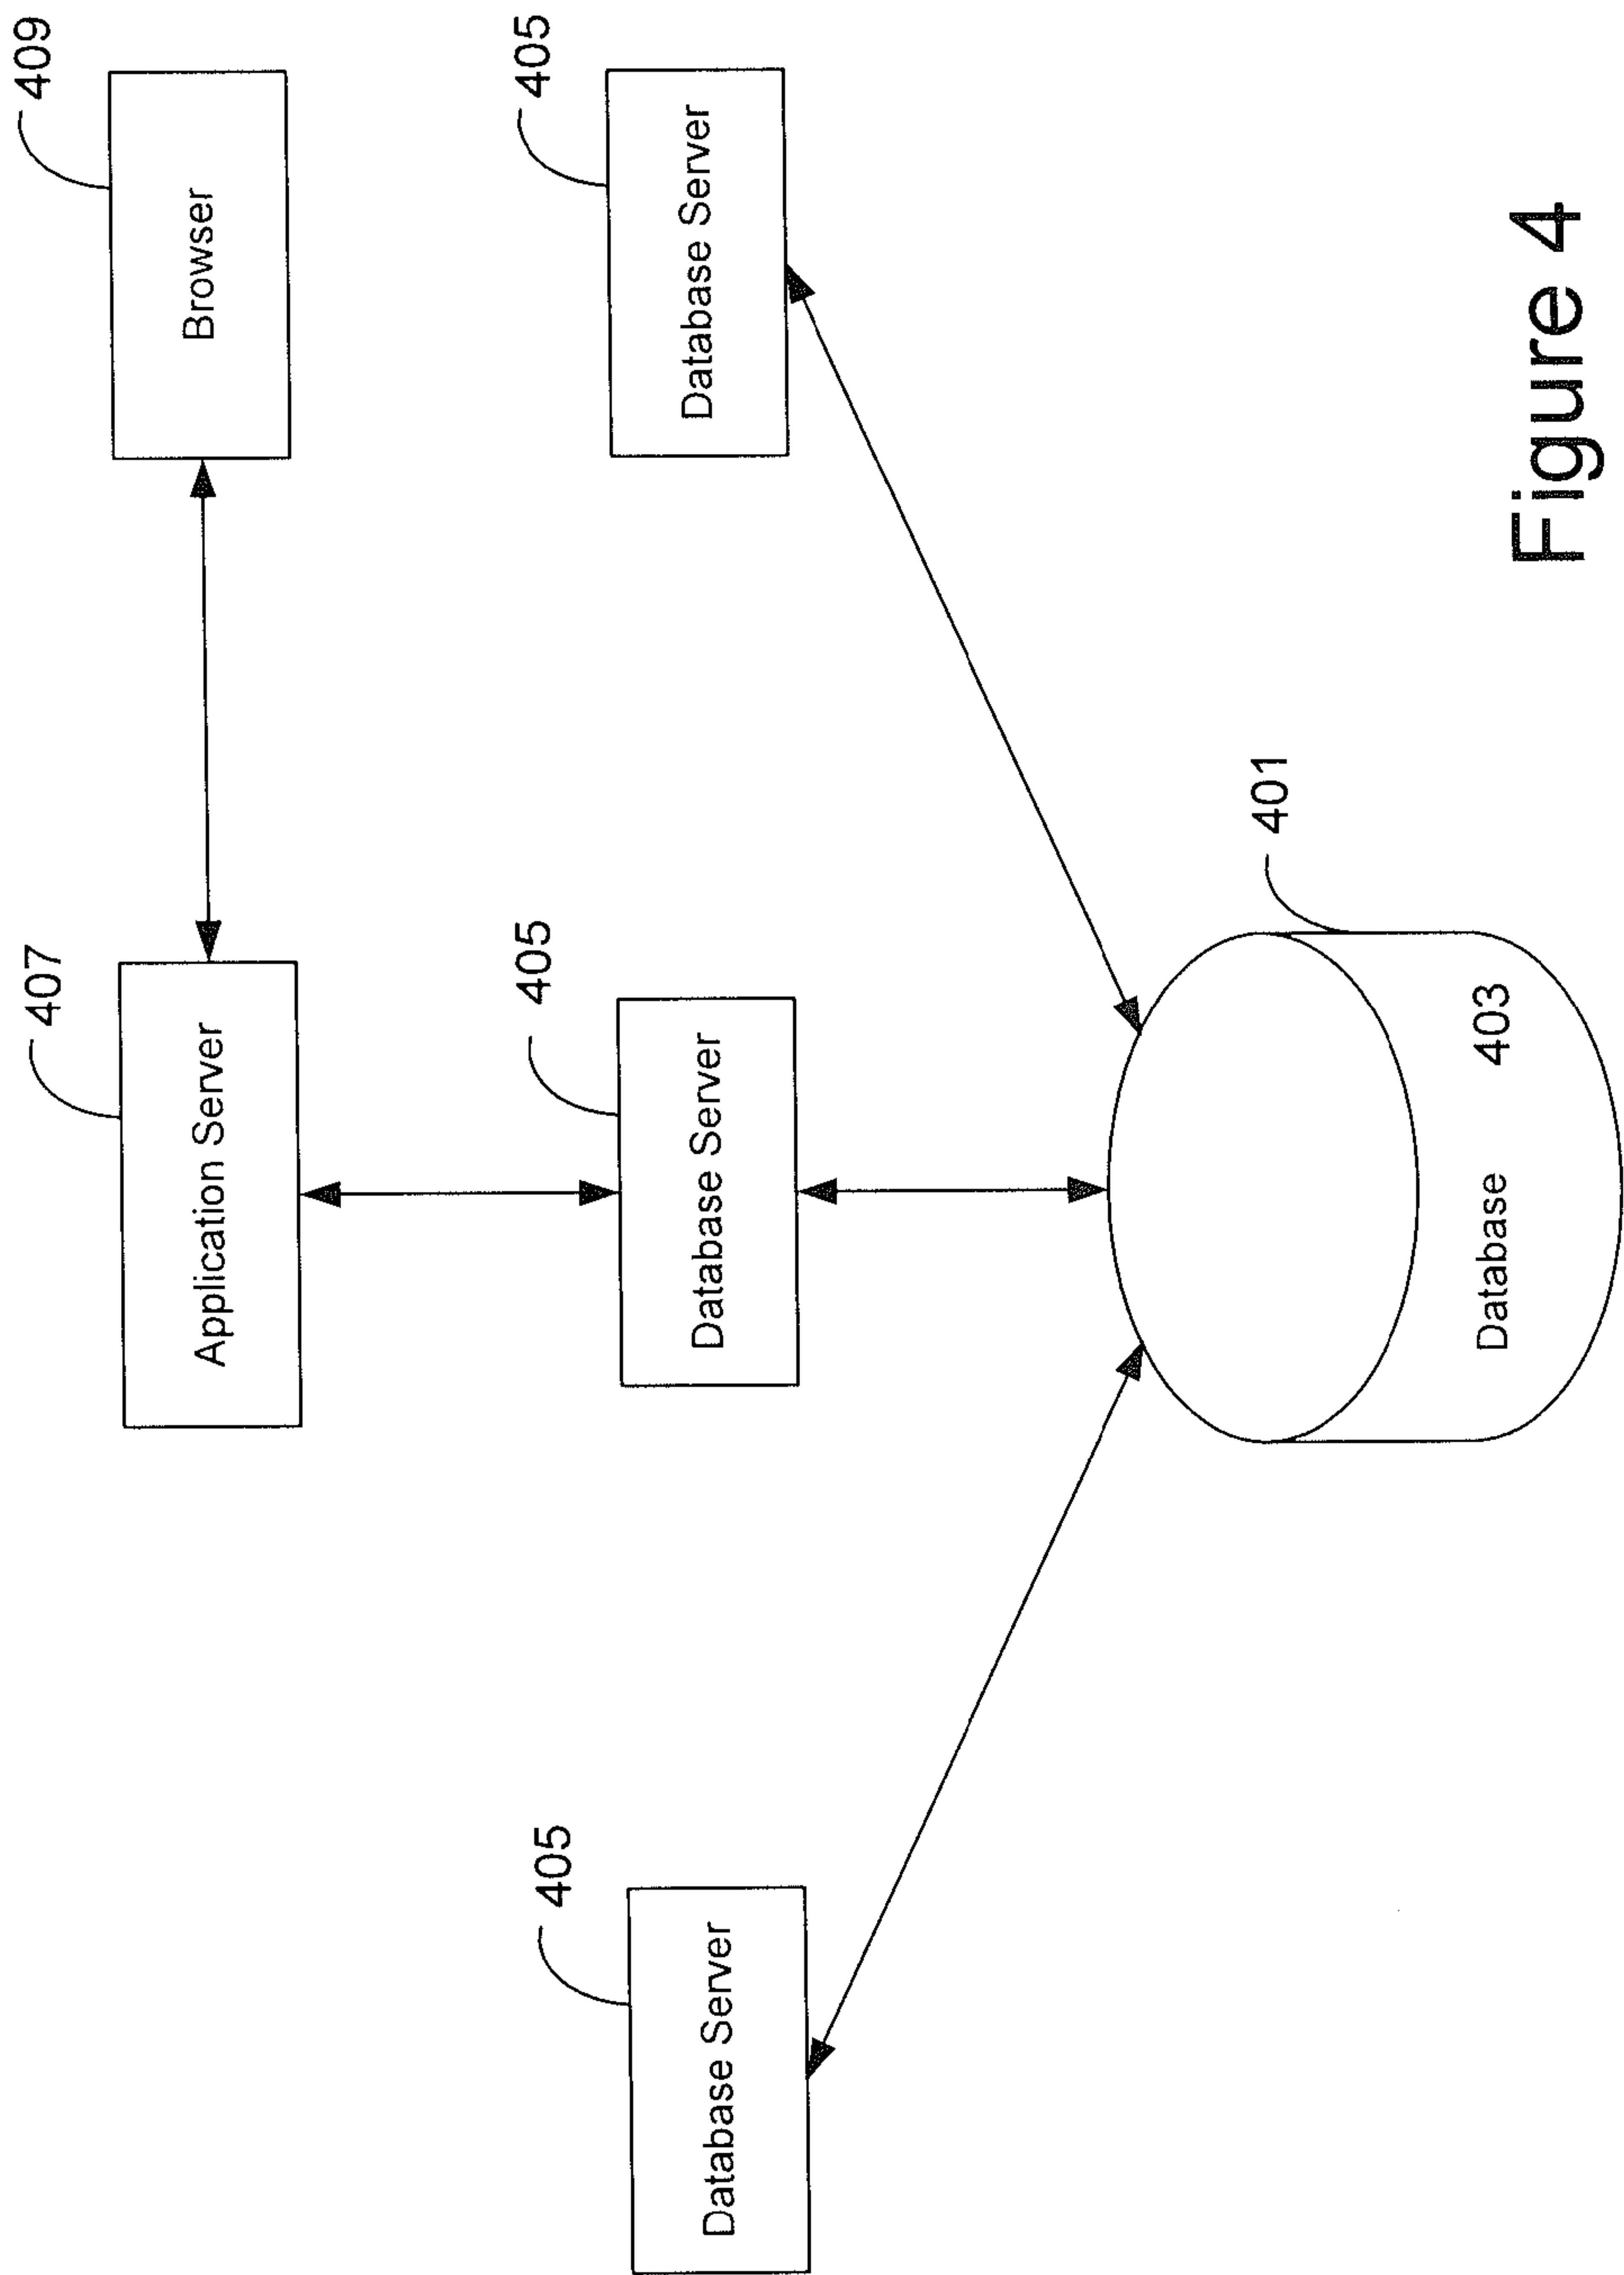 407
409
Application Server
Browser
405
405
405
Database Server
Database Server
Database Server
401
Database 403
Figure 4